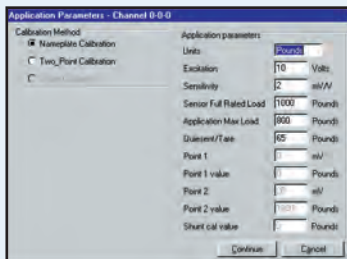 Application Parameters - Channel 0-0-0
Calibration Method
Nameplate Calibration
Two_Point Calibration
Application parameters
Units Pounds
Excitation 10 Volts
Sensitivity 2 mV/V
Sensor Full Rated Load 1000 Pounds
Application Max Load 800 Pounds
Quiesent/Tare 65 Pounds
Point 1 mV
Point 1 value Pounds
Point 2 mV
Point 2 value Pounds
Shunt cal value Pounds
Continue Cancel